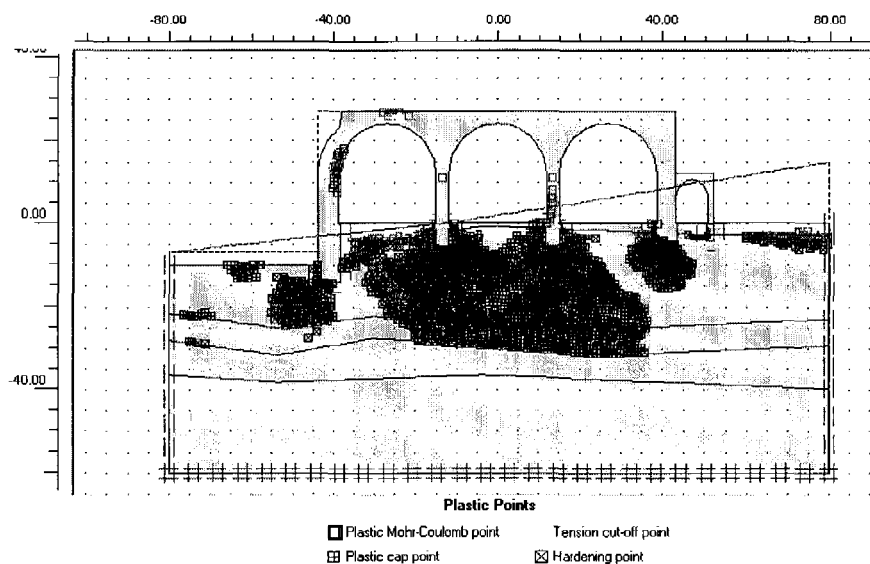 -80.00 -40.00 0.00 40.00 80.00
0.00
-40.00
Plastic Points
Plastic Mohr-Coulomb point Tension cut-off point
Plastic cap point Hardening point